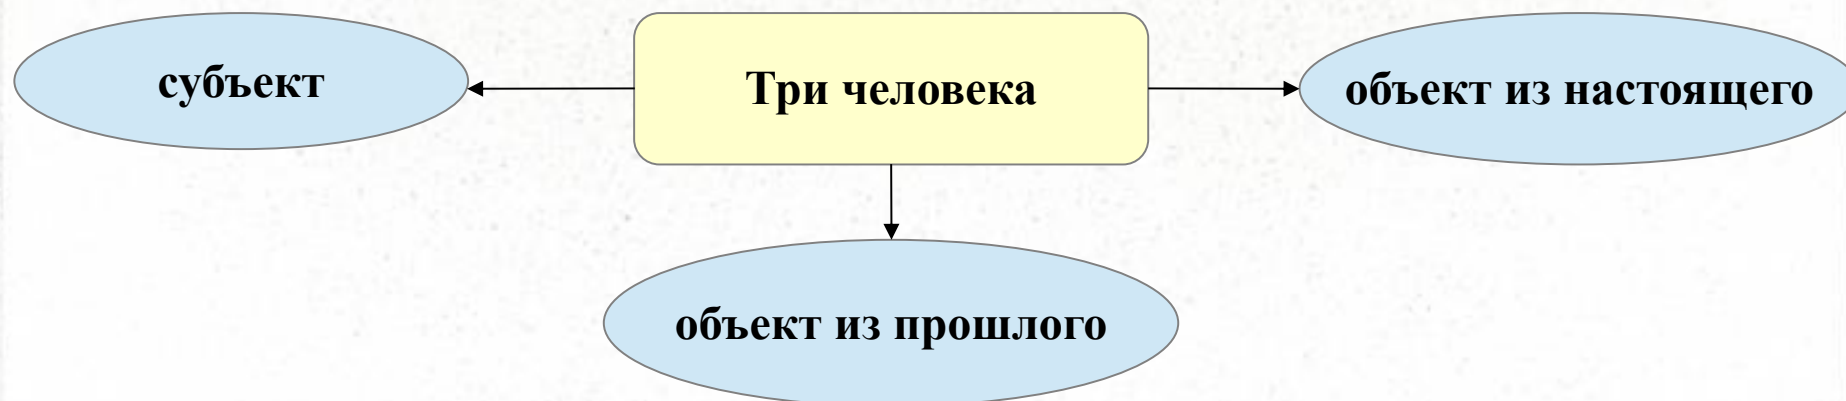 субъект
Три человека
объект из настоящего
объект из прошлого